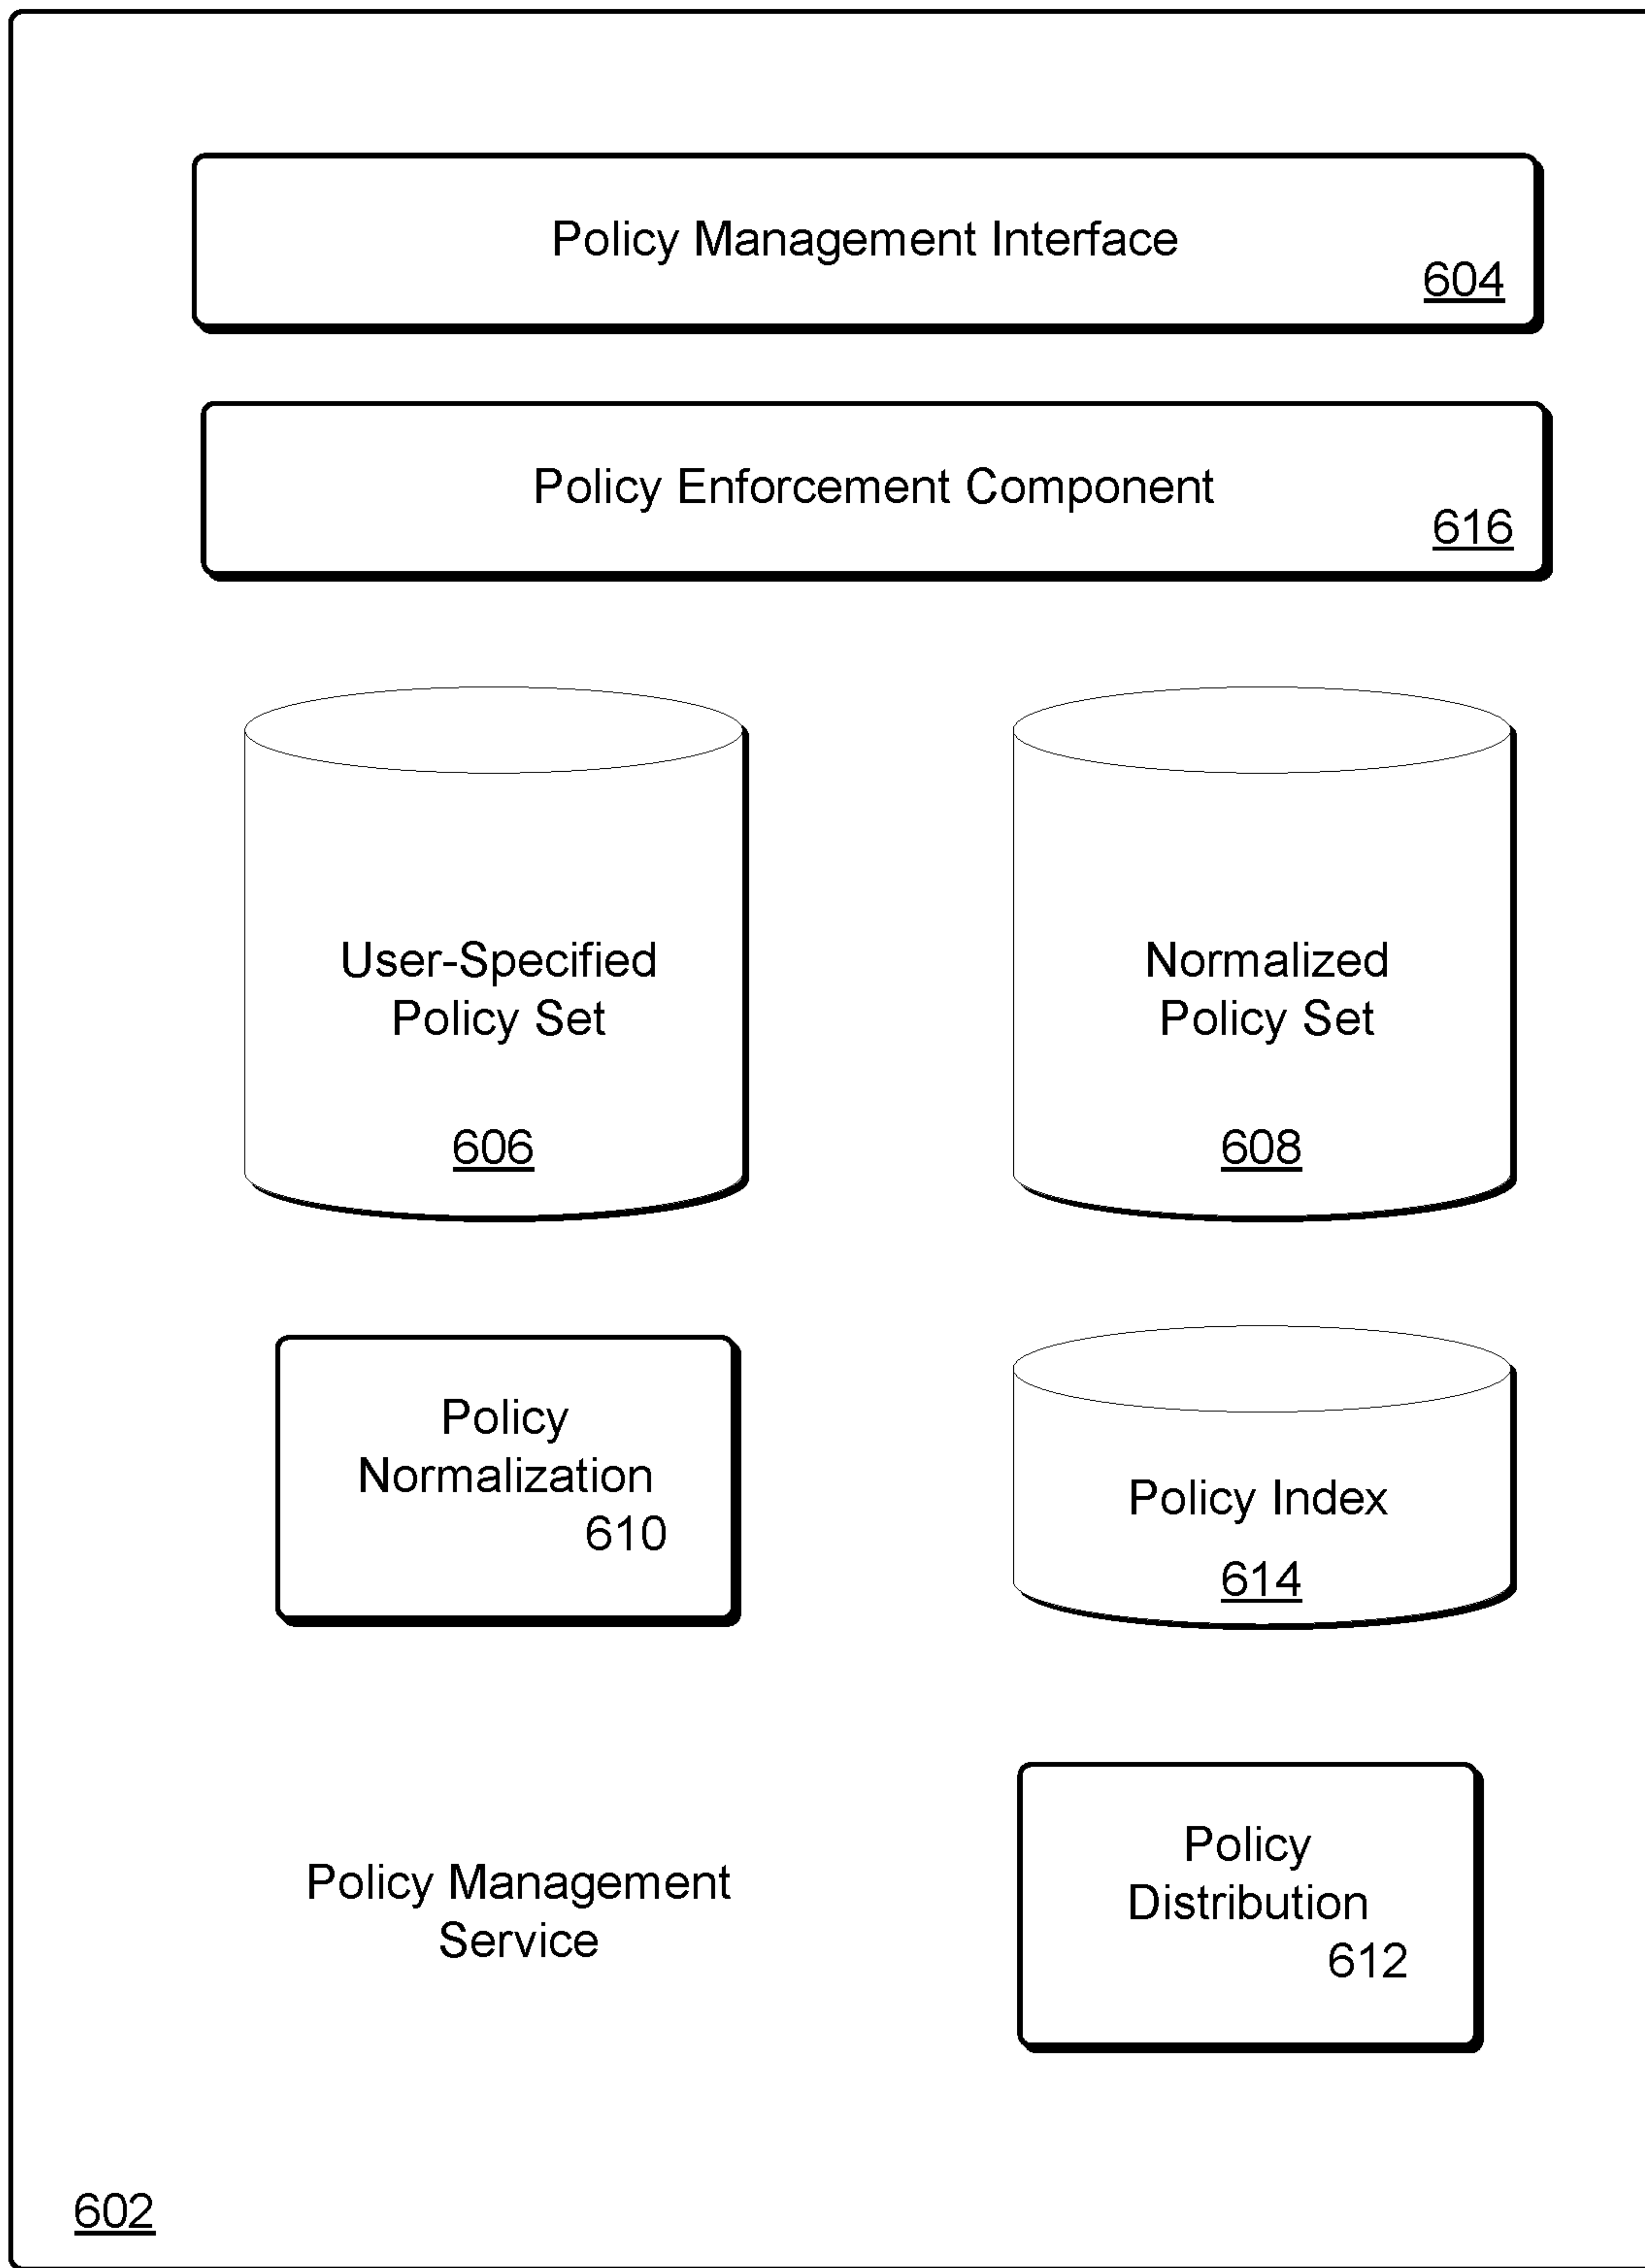 Policy Management Interface
604
Policy Enforcement Component
616
User-Specified
Policy Set
606
Normalized
Policy Set
608
Policy
Normalization
610
Policy Index
614
Policy Management
Service
Policy
Distribution
612
602